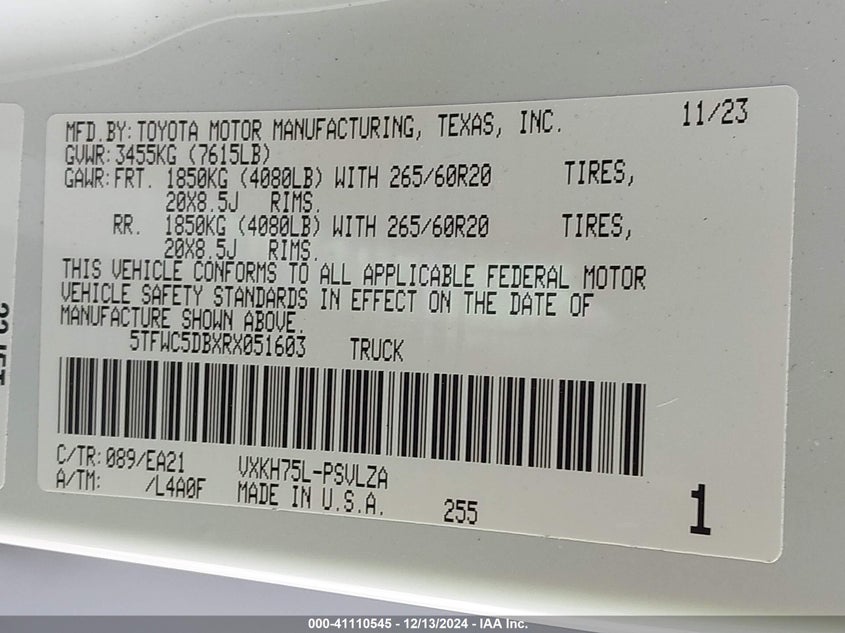 MFD.BY: TOYOTA MOTOR MANUFACTURING, TEXAS, INC. 11/23
GVWR: 3455KG (7615LB)
GAWR: FRT. 1850KG (4080LB) WITH 265/60R20 TIRES,
20X8.5J RIMS.
RR. 1850KG (4080LB) WITH 265/60R20 TIRES,
20X8.5J RIMS.
THIS VEHICLE CONFORMS TO ALL APPLICABLE FEDERAL MOTOR
VEHICLE SAFETY STANDARDS IN EFFECT ON THE DATE OF
MANUFACTURE SHOWN ABOVE.
5TFWC5DBXRX051603 TRUCK
C/TR: 089/EA21 VXKH75L-PSVLZA
A/TM: /L4A0F MADE IN U.S.A. 255 1
000-41110545 - 12/13/2024 - IAA Inc.